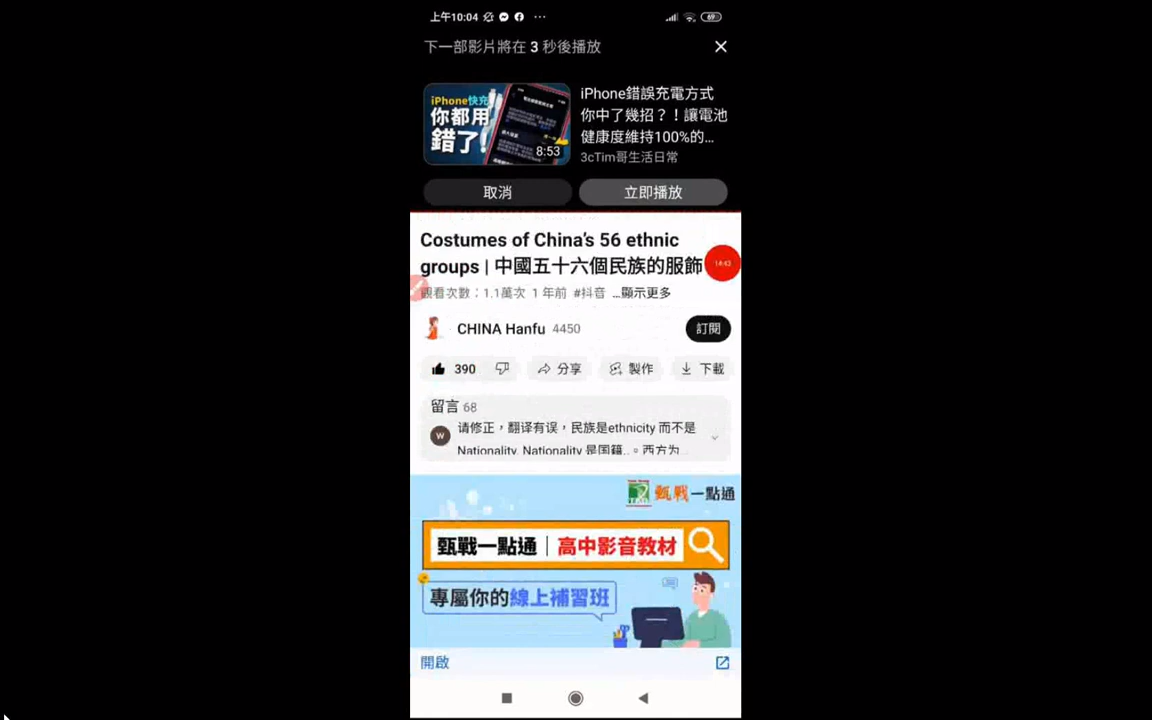 上午10:04
69
下一部影片將在 3 秒後播放
iPhone快充
你都用
錯了!
8:53
iPhone錯誤充電方式
你中了幾招？！讓電池
健康度維持100%的...
3cTim哥生活日常
取消
立即播放
Costumes of China's 56 ethnic
groups | 中國五十六個民族的服飾
觀看次數：1.1萬次 1 年前 #抖音 ...顯示更多
CHINA Hanfu 4450
訂閱
390
分享
製作
下載
留言 68
W
请修正，翻译有误，民族是ethnicity 而不是
Nationality. Nationality 是国籍..。西方为...
甄戰一點通
甄戰一點通｜高中影音教材
專屬你的線上補習班
開啟